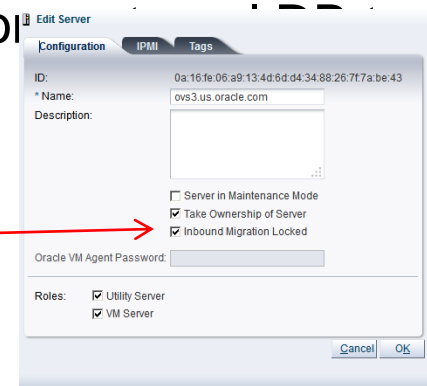 Edit Server
Configuration IPMI Tags
ID: 0a:16:fe:06:a9:13:4d:6d:d4:34:88:26:7f:7a:be:43
* Name: ovs3.us.oracle.com
Description:
Server in Maintenance Mode
Take Ownership of Server
Inbound Migration Locked
Oracle VM Agent Password:
Roles: Utility Server
VM Server
Cancel OK